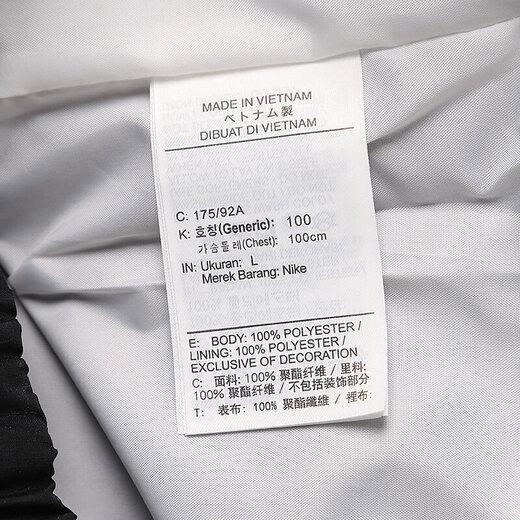 MADE IN VIETNAM
ベトナム製
DIBUAT DI VIETNAM
C: 175/92A
K: 호칭(Generic): 100
가슴둘레(Chest): 100cm
IN: Ukuran: L
Merek Barang: Nike
E: BODY: 100% POLYESTER /
LINING: 100% POLYESTER /
EXCLUSIVE OF DECORATION
C: 面料: 100% 聚酯纤维 / 里料:
100% 聚酯纤维 / 不包括装饰部分
T: 表布: 100% 聚酯纖維 / 裡布: